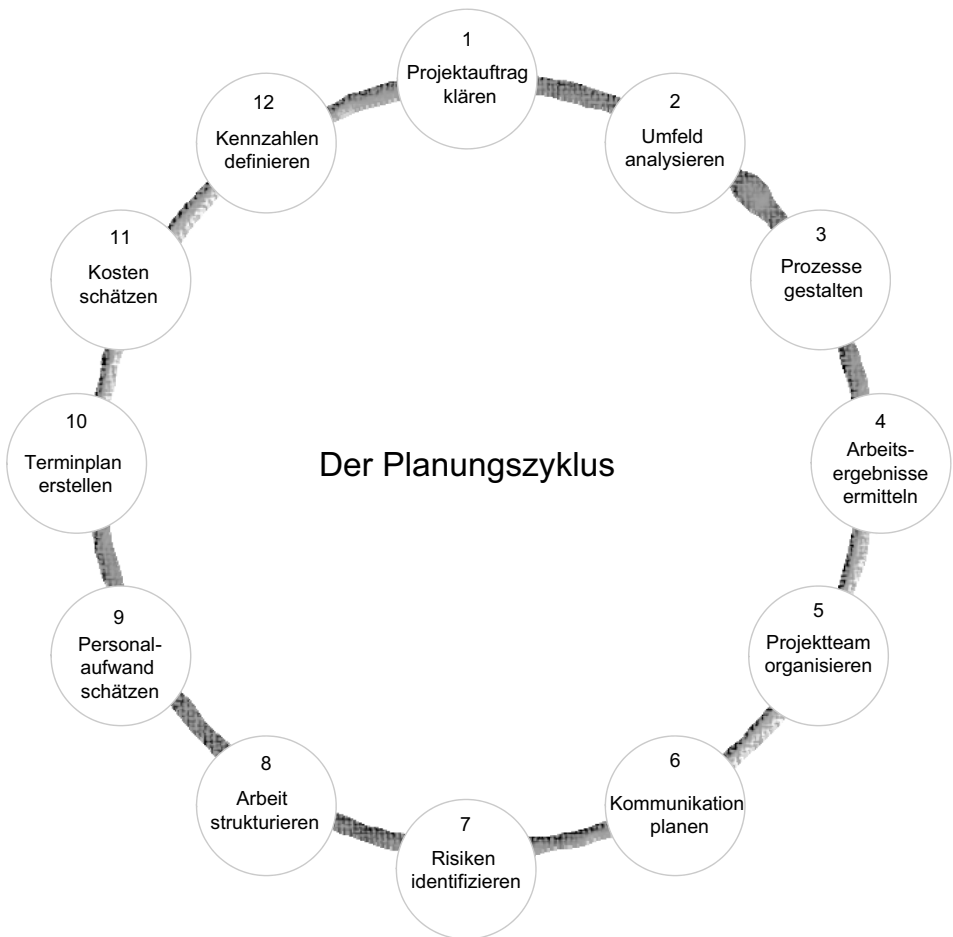 1
Projektauftrag
klären
2
Umfeld
analysieren
3
Prozesse
gestalten
4
Arbeits-
ergebnisse
ermitteln
5
Projektteam
organisieren
6
Kommunikation
planen
7
Risiken
identifizieren
8
Arbeit
strukturieren
9
Personal-
aufwand
schätzen
10
Terminplan
erstellen
11
Kosten
schätzen
12
Kennzahlen
definieren
Der Planungszyklus